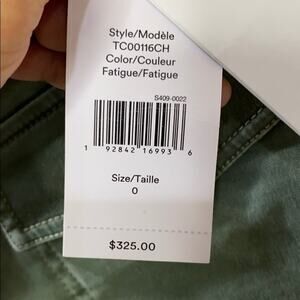 Style/Modèle
TC00116CH
Color/Couleur
Fatigue/Fatigue
S409-0022
1 92842 16993 6
Size/Taille
0
$325.00